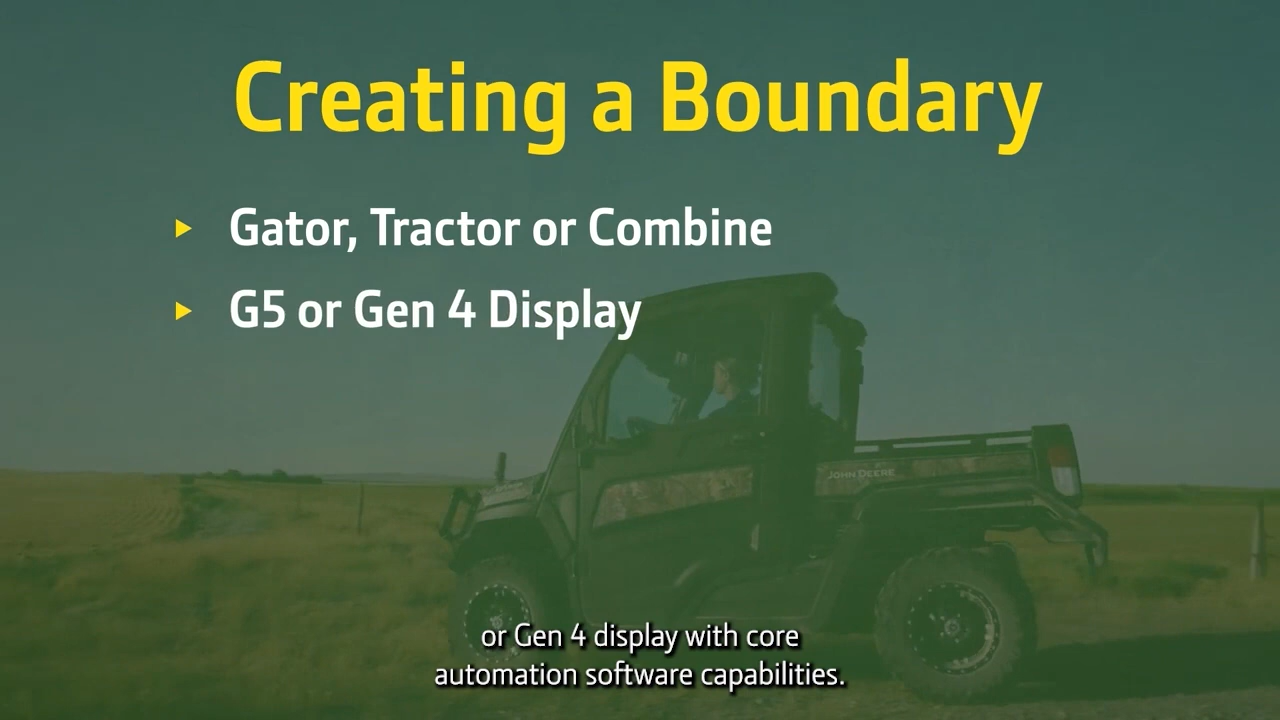 Creating a Boundary
Gator, Tractor or Combine
G5 or Gen 4 Display
JOHN DEERE
or Gen 4 display with core
automation software capabilities.